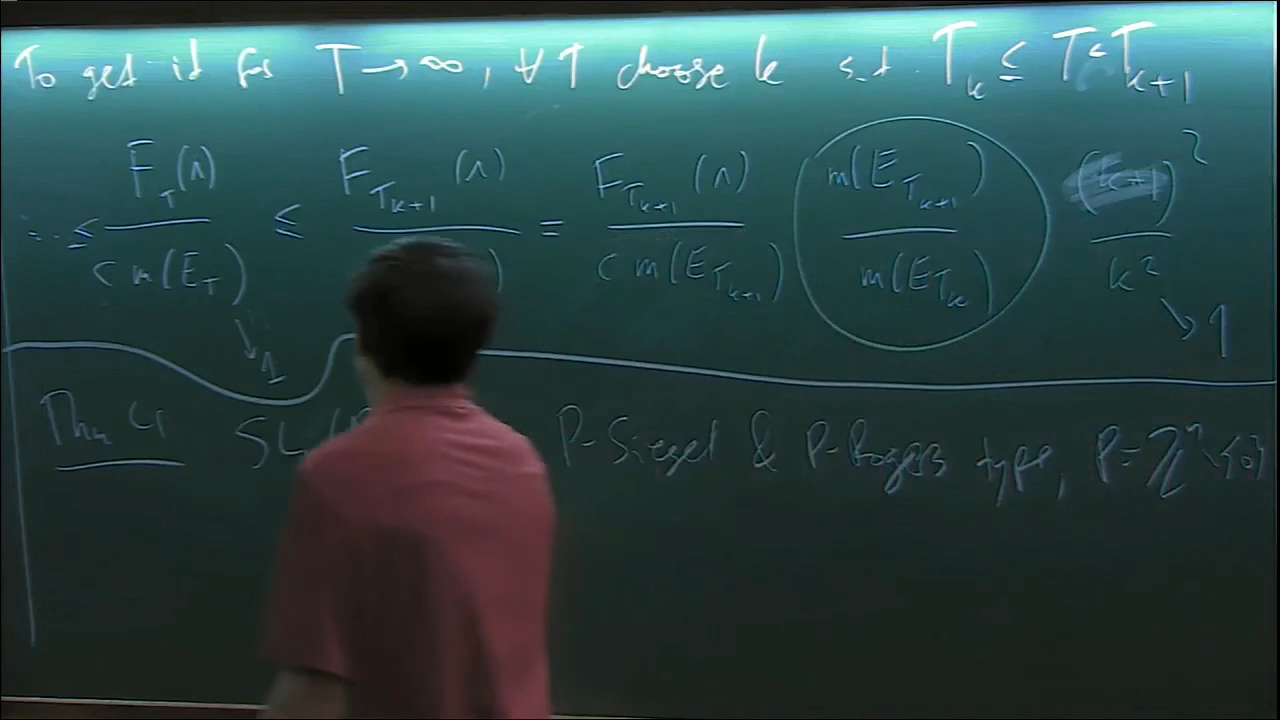 To get it for T → ∞, ∀T choose k s.t. T_k ≤ T < T_{k+1}
... ≤ F_T(Λ) / (c m(E_T)) ≤ F_{T_{k+1}}(Λ) / ) = F_{T_{k+1}}(Λ) / (c m(E_{T_{k+1}})) m(E_{T_{k+1}}) / m(E_{T_k}) (k+1)^2 / k^2
↘ 1 ↘ 1
Thm 4 SL P-Siegel & P-Rogers type, P = ℤ^n \ {0}